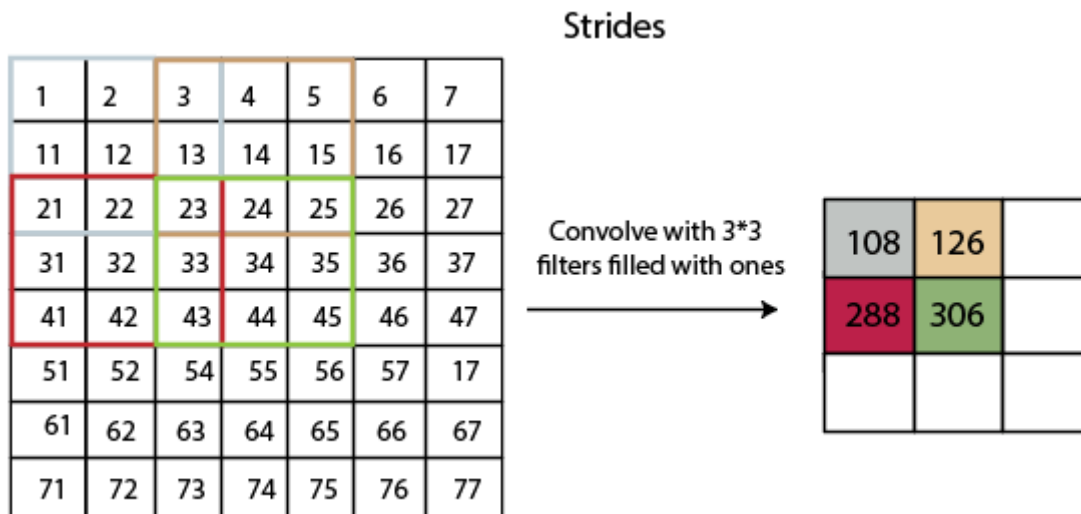 Strides
1 2 3 4 5 6 7
11 12 13 14 15 16 17
21 22 23 24 25 26 27
31 32 33 34 35 36 37
41 42 43 44 45 46 47
51 52 54 55 56 57 17
61 62 63 64 65 66 67
71 72 73 74 75 76 77
Convolve with 3*3
filters filled with ones
108 126
288 306